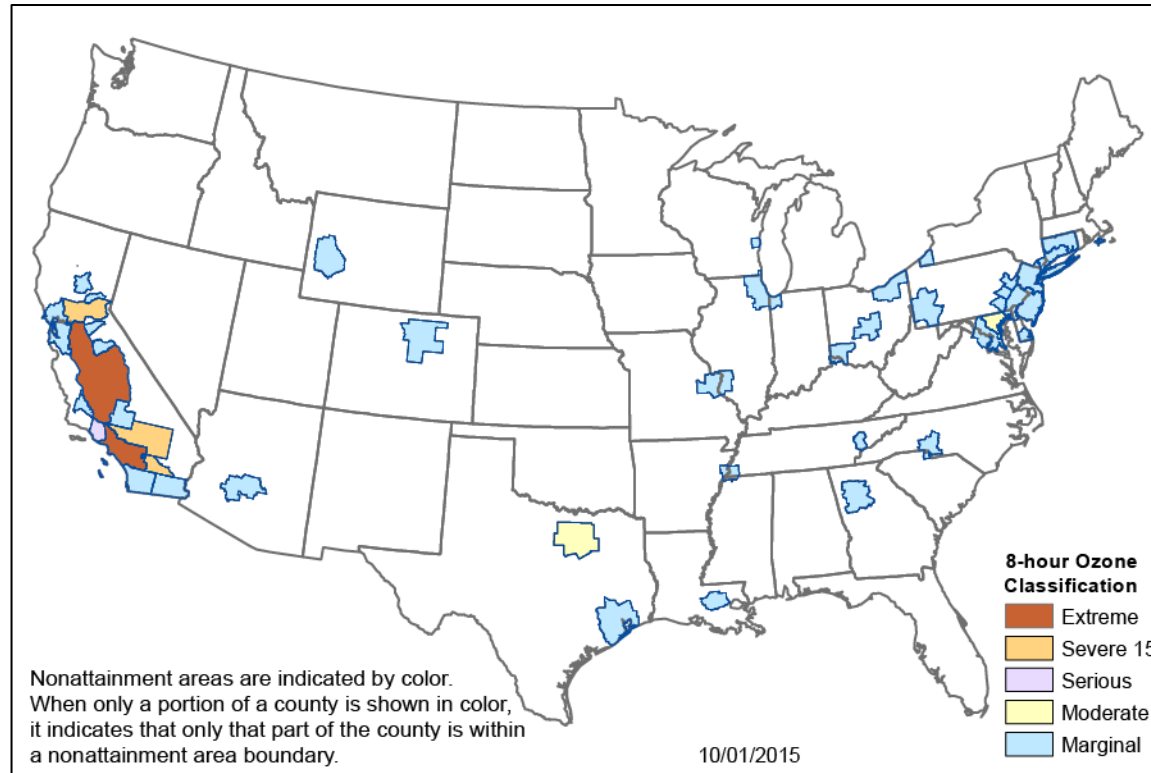 8-hour Ozone
Classification
Extreme
Severe 15
Serious
Moderate
Marginal
Nonattainment areas are indicated by color.
When only a portion of a county is shown in color,
it indicates that only that part of the county is within
a nonattainment area boundary.
10/01/2015